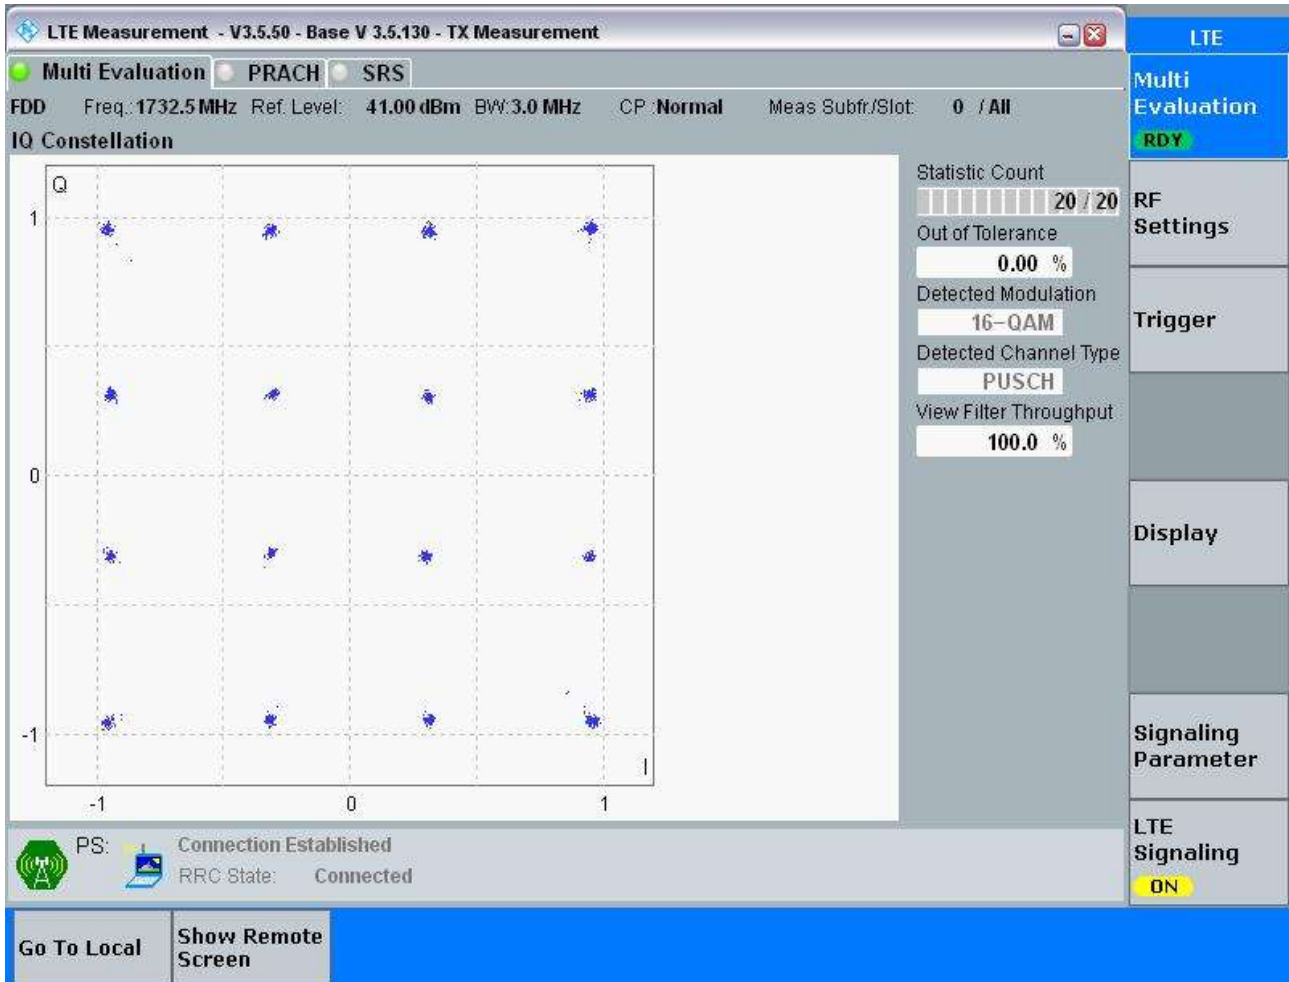 LTE Measurement - V3.5.50 - Base V 3.5.130 - TX Measurement
LTE
Multi Evaluation PRACH SRS
FDD Freq.: 1732.5 MHz Ref. Level: 41.00 dBm BW: 3.0 MHz CP : Normal Meas Subfr./Slot: 0 / All
IQ Constellation
Q
1
0
-1
I
-1 0 1
Statistic Count
20 / 20
Out of Tolerance
0.00 %
Detected Modulation
16-QAM
Detected Channel Type
PUSCH
View Filter Throughput
100.0 %
Multi
Evaluation
RDY
RF
Settings
Trigger
Display
Signaling
Parameter
LTE
Signaling
ON
PS: Connection Established
RRC State: Connected
Go To Local
Show Remote
Screen